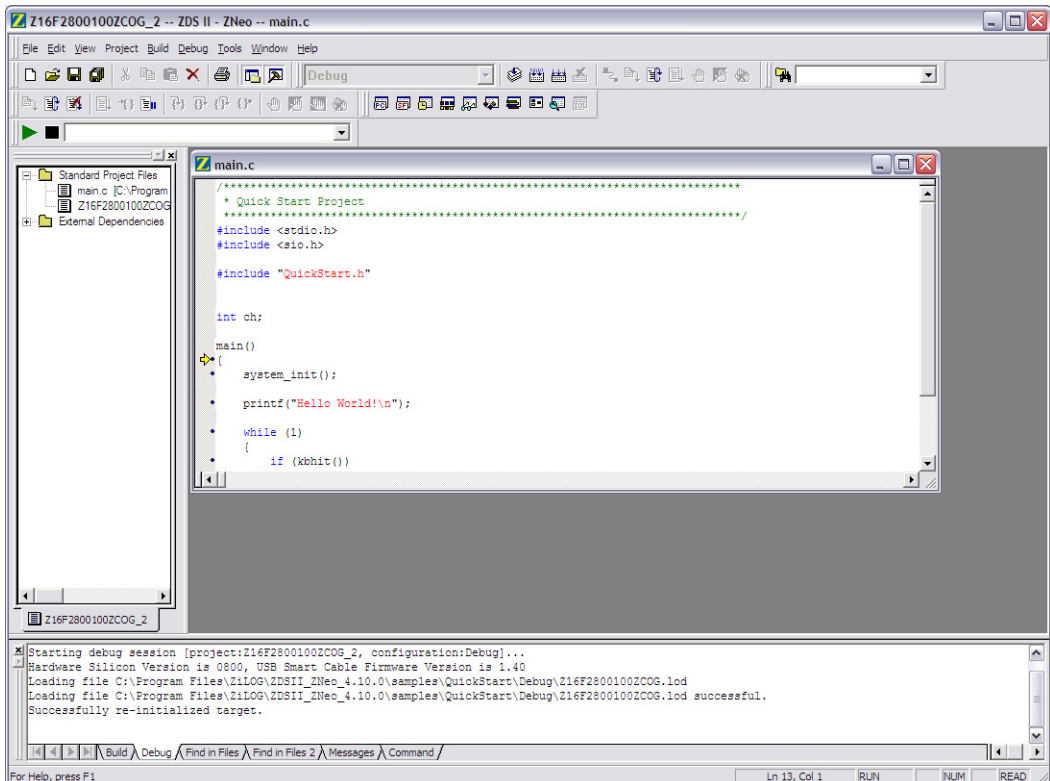 Z16F2800100ZCOG_2 -- ZDS II - ZNeo -- main.c
File Edit View Project Build Debug Tools Window Help
Debug
Standard Project Files
main.c [C:\Program
Z16F2800100ZCOG
External Dependencies
Z16F2800100ZCOG_2
main.c
/*****************************************************************************
* Quick Start Project
*****************************************************************************/
#include <stdio.h>
#include <sio.h>
#include "QuickStart.h"
int ch;
main()
{
system_init();
printf("Hello World!\n");
while (1)
{
if (kbhit())
Starting debug session [project:Z16F2800100ZCOG_2, configuration:Debug]...
Hardware Silicon Version is 0800, USB Smart Cable Firmware Version is 1.40
Loading file C:\Program Files\ZiLOG\ZDSII_ZNeo_4.10.0\samples\QuickStart\Debug\Z16F2800100ZCOG.lod
Loading file C:\Program Files\ZiLOG\ZDSII_ZNeo_4.10.0\samples\QuickStart\Debug\Z16F2800100ZCOG.lod successful.
Successfully re-initialized target.
Build Debug Find in Files Find in Files 2 Messages Command
For Help, press F1 Ln 13, Col 1 RUN NUM READ